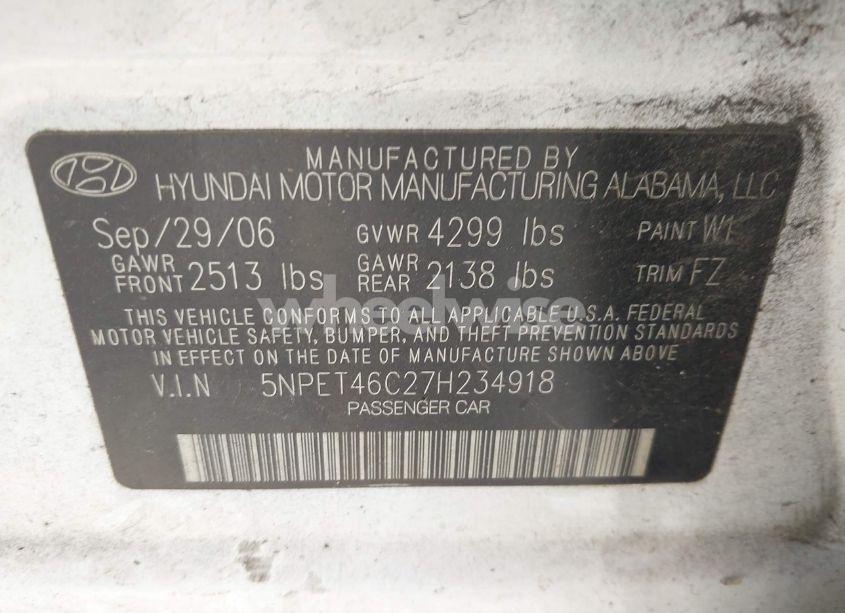 MANUFACTURED BY
HYUNDAI MOTOR MANUFACTURING ALABAMA, LLC
Sep/29/06 GVWR 4299 lbs PAINT W1
GAWR FRONT 2513 lbs GAWR REAR 2138 lbs TRIM FZ
wheelwise
THIS VEHICLE CONFORMS TO ALL APPLICABLE U.S.A. FEDERAL
MOTOR VEHICLE SAFETY, BUMPER, AND THEFT PREVENTION STANDARDS
IN EFFECT ON THE DATE OF MANUFACTURE SHOWN ABOVE.
V.I.N 5NPET46C27H234918
PASSENGER CAR